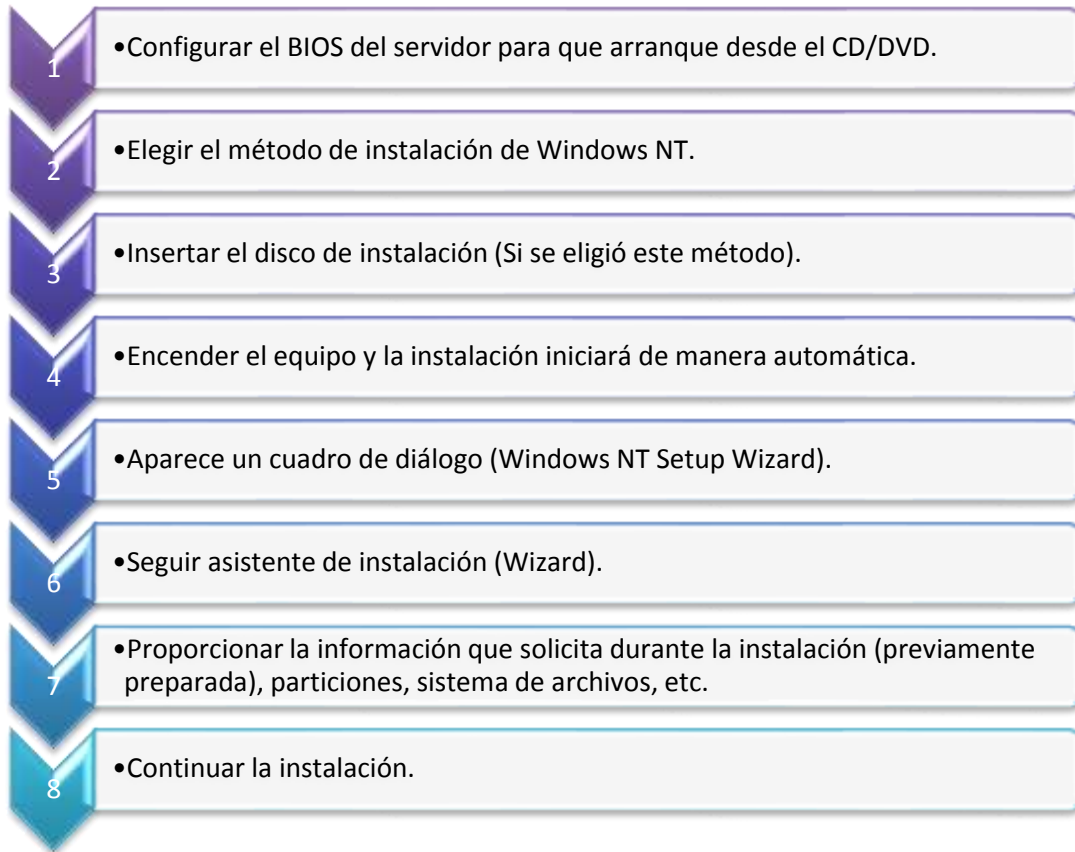 1
•Configurar el BIOS del servidor para que arranque desde el CD/DVD.
2
•Elegir el método de instalación de Windows NT.
3
•Insertar el disco de instalación (Si se eligió este método).
4
•Encender el equipo y la instalación iniciará de manera automática.
5
•Aparece un cuadro de diálogo (Windows NT Setup Wizard).
6
•Seguir asistente de instalación (Wizard).
7
•Proporcionar la información que solicita durante la instalación (previamente
preparada), particiones, sistema de archivos, etc.
8
•Continuar la instalación.